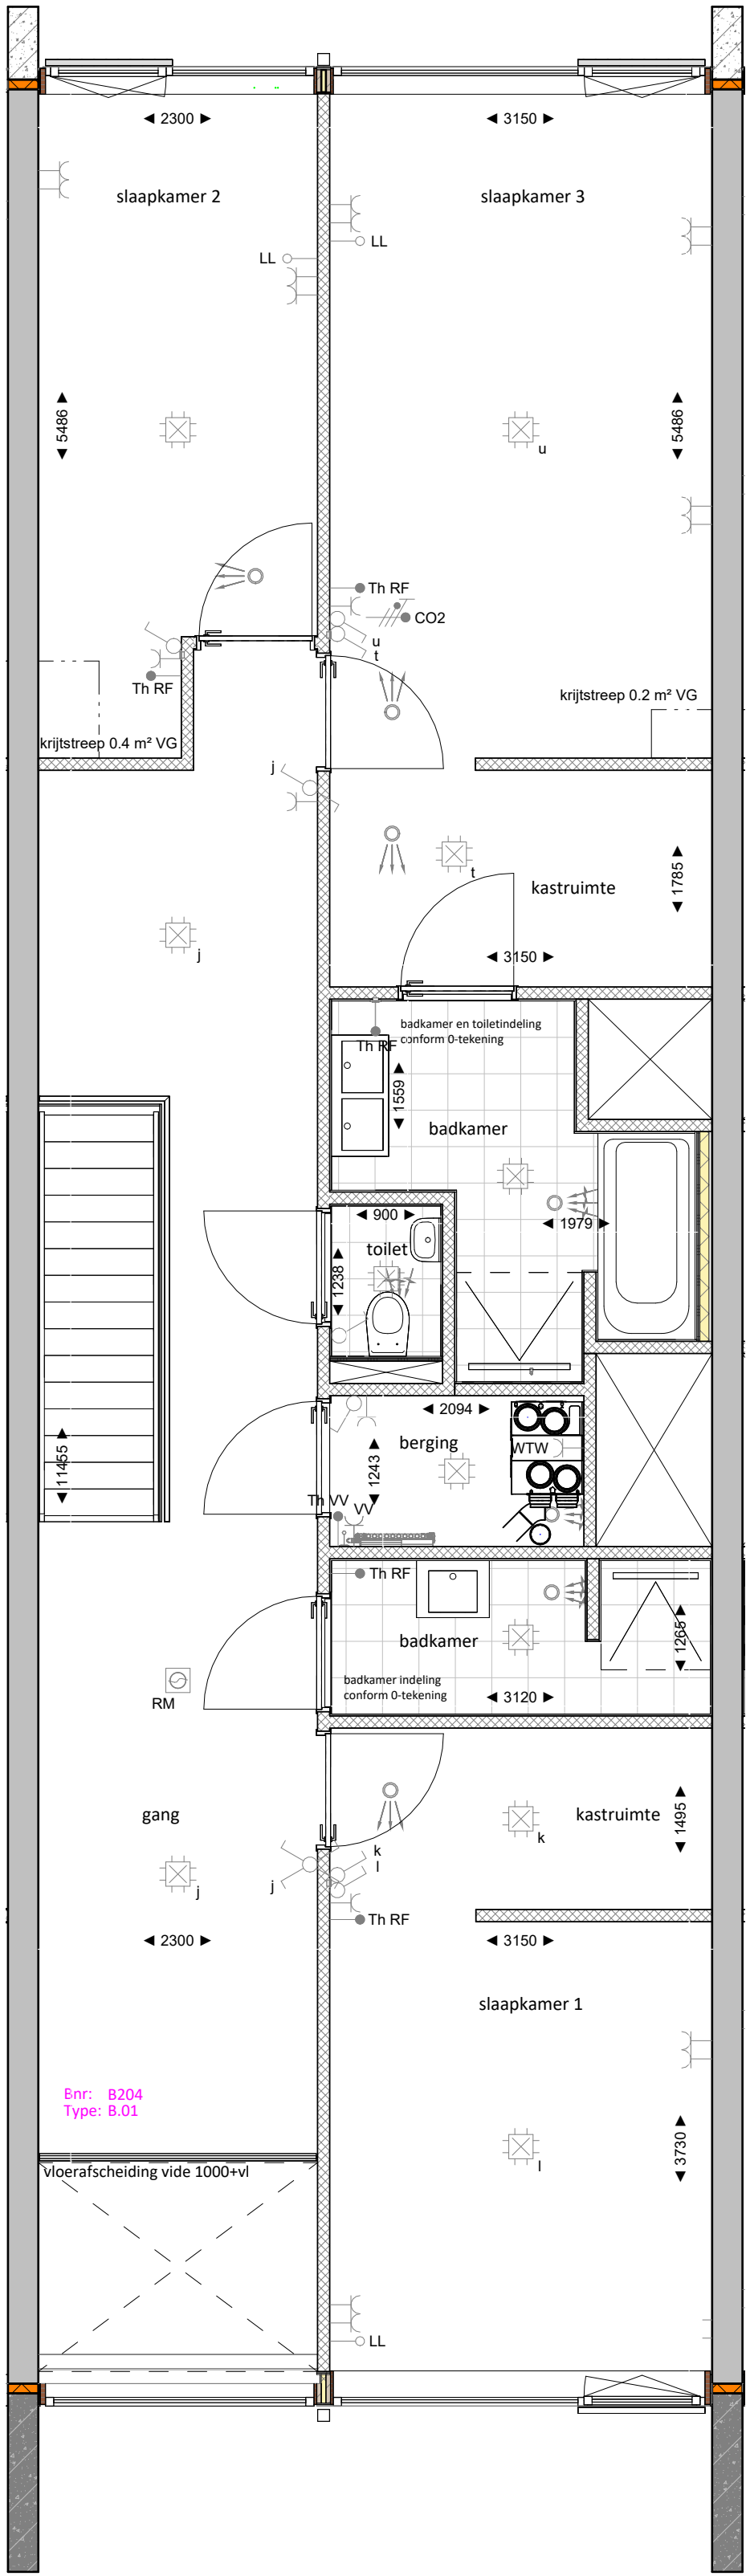 ◄ 2300 ►
◄ 3150 ►
slaapkamer 2
slaapkamer 3
LL
LL
◄ 5486 ►
◄ 5486 ►
u
Th RF
CO2
u
t
Th RF
krijtstreep 0.2 m² VG
krijtstreep 0.4 m² VG
j
t
kastruimte
◄ 1785 ►
j
◄ 3150 ►
badkamer en toiletindeling
conform 0-tekening
Th RF
◄ 1559 ►
badkamer
◄ 900 ►
◄ 1979 ►
toilet
◄ 1238 ►
◄ 2094 ►
berging
WTW
◄ 11455 ►
◄ 1243 ►
Th VV
VV
Th RF
badkamer
◄ 1265 ►
badkamer indeling
conform 0-tekening
◄ 3120 ►
RM
gang
kastruimte
◄ 1495 ►
k
k
l
j
j
Th RF
◄ 2300 ►
◄ 3150 ►
slaapkamer 1
Bnr: B204
Type: B.01
◄ 3730 ►
l
vloerafscheiding vide 1000+vl
LL